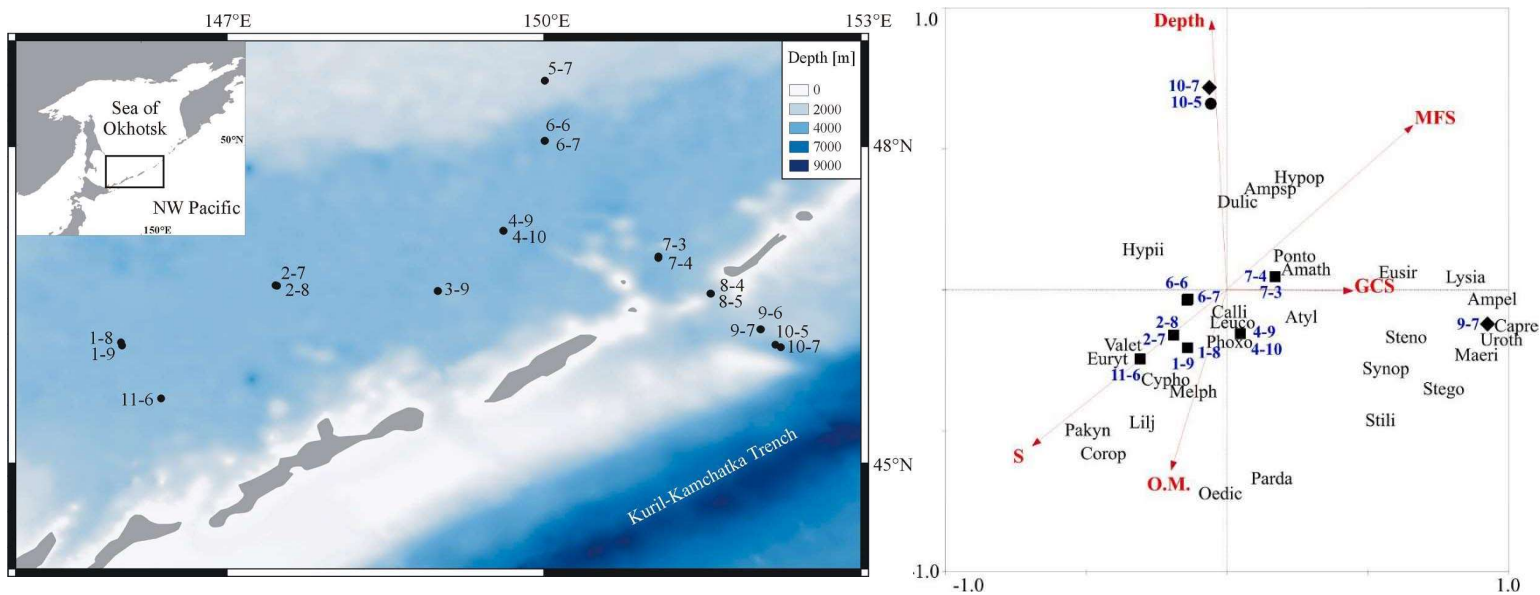 147°E
150°E
153°E
Depth [m]
0
2000
4000
7000
9000
Sea of
Okhotsk
50°N
NW Pacific
150°E
48°N
45°N
5-7
6-6
6-7
4-9
4-10
7-3
7-4
2-7
2-8
3-9
8-4
8-5
9-6
9-7
10-5
10-7
1-8
1-9
11-6
Kuril-Kamchatka Trench
1.0
Depth
10-7
10-5
MFS
Hypop
Ampsp
Dulic
Hypii
Ponto
7-4
Amath
Eusir
Lysia
6-6
6-7
7-3
GCS
Ampel
Calli
Leuco
Atyl
9-7
Capre
2-8
2-7
4-9
Steno
Uroth
Valet
Phoxo
1-8
4-10
Maeri
Euryt
1-9
11-6
Cypho
Synop
Melph
Stego
Lilj
Stili
Pakyn
S
Corop
O.M.
Parda
Oedic
-1.0
-1.0
1.0